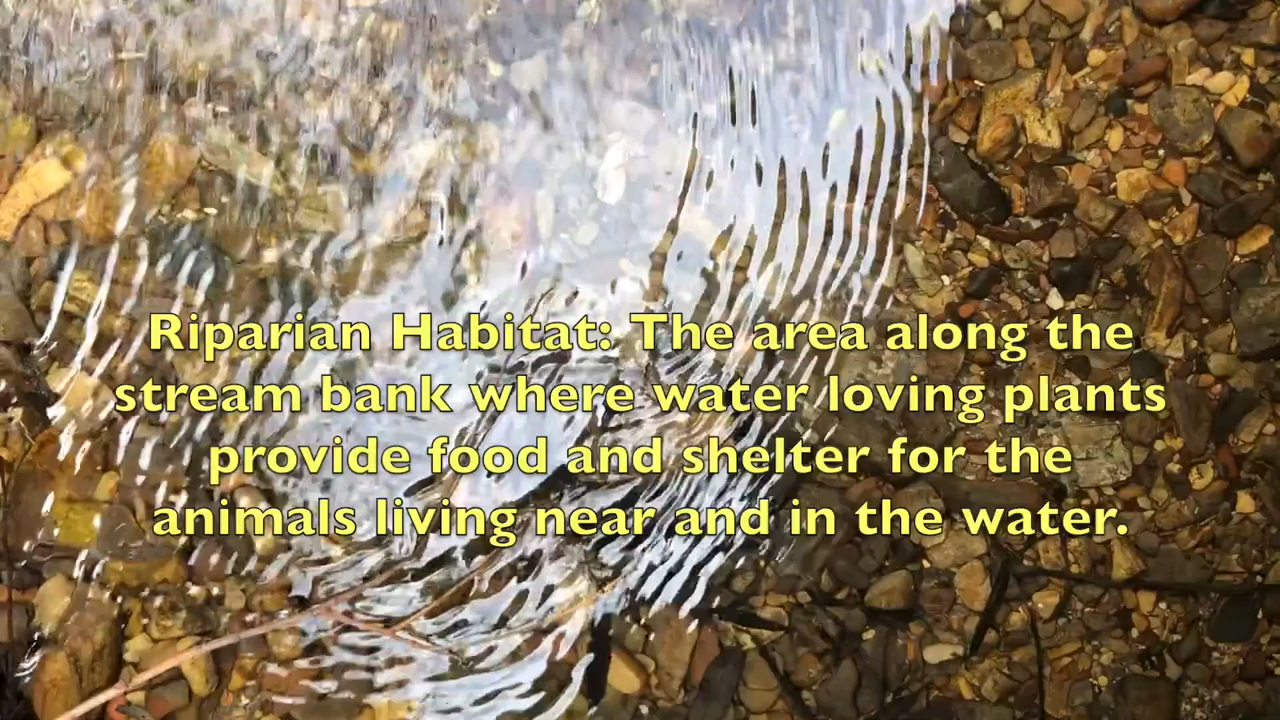 Riparian Habitat: The area along the
stream bank where water loving plants
provide food and shelter for the
animals living near and in the water.